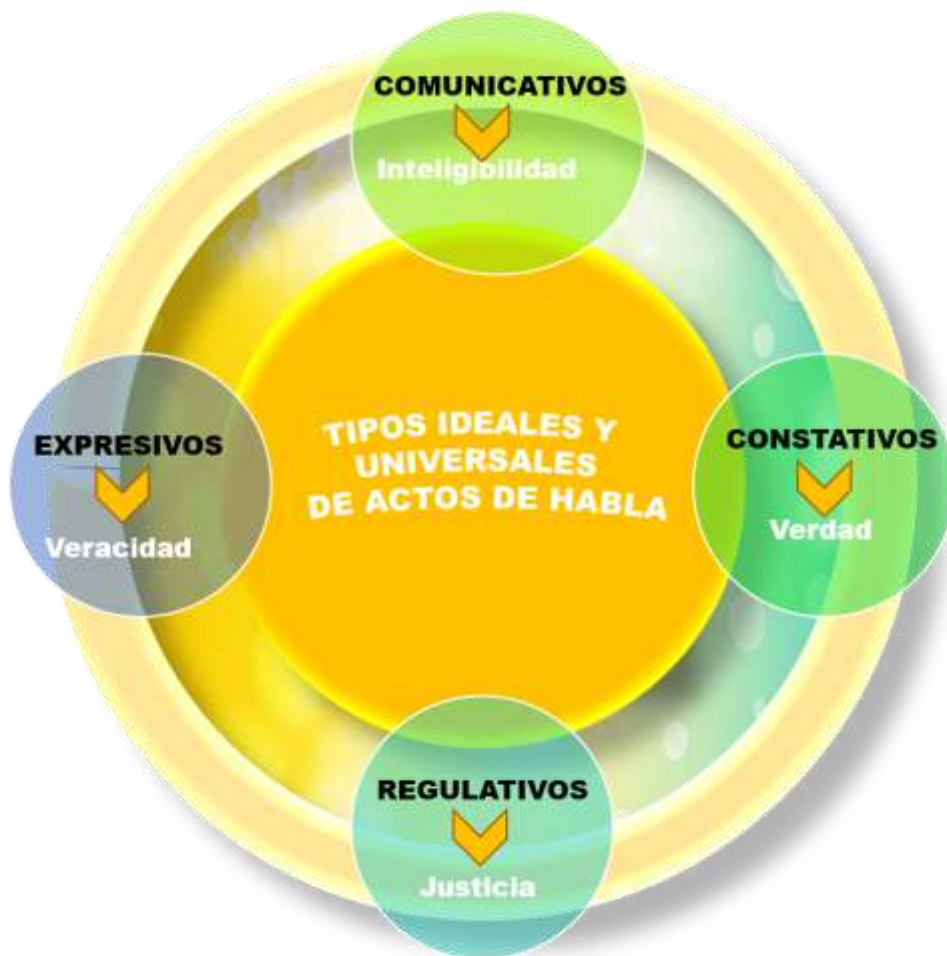 COMUNICATIVOS
Inteligibilidad
EXPRESIVOS
Veracidad
TIPOS IDEALES Y
UNIVERSALES
DE ACTOS DE HABLA
CONSTATIVOS
Verdad
REGULATIVOS
Justicia